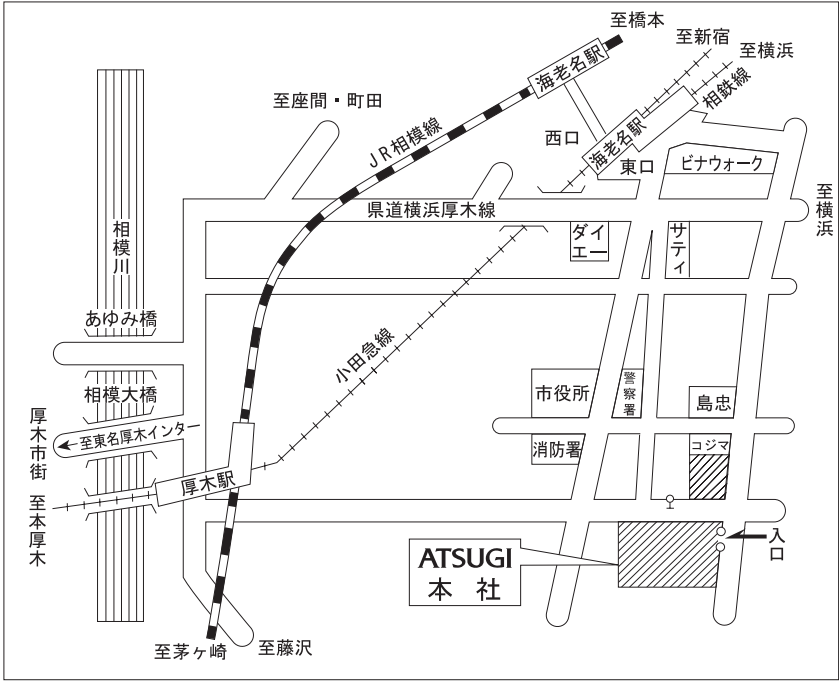 至橋本
海老名駅
至新宿
至横浜
相鉄線
至座間・町田
JR相模線
西口
海老名駅
東口
ビナウォーク
至横浜
県道横浜厚木線
相模川
ダイエー
サティ
あゆみ橋
小田急線
相模大橋
市役所
警察署
島忠
厚木市街
至東名厚木インター
消防署
コジマ
厚木駅
至本厚木
入口
ATSUGI
本社
至茅ヶ崎
至藤沢